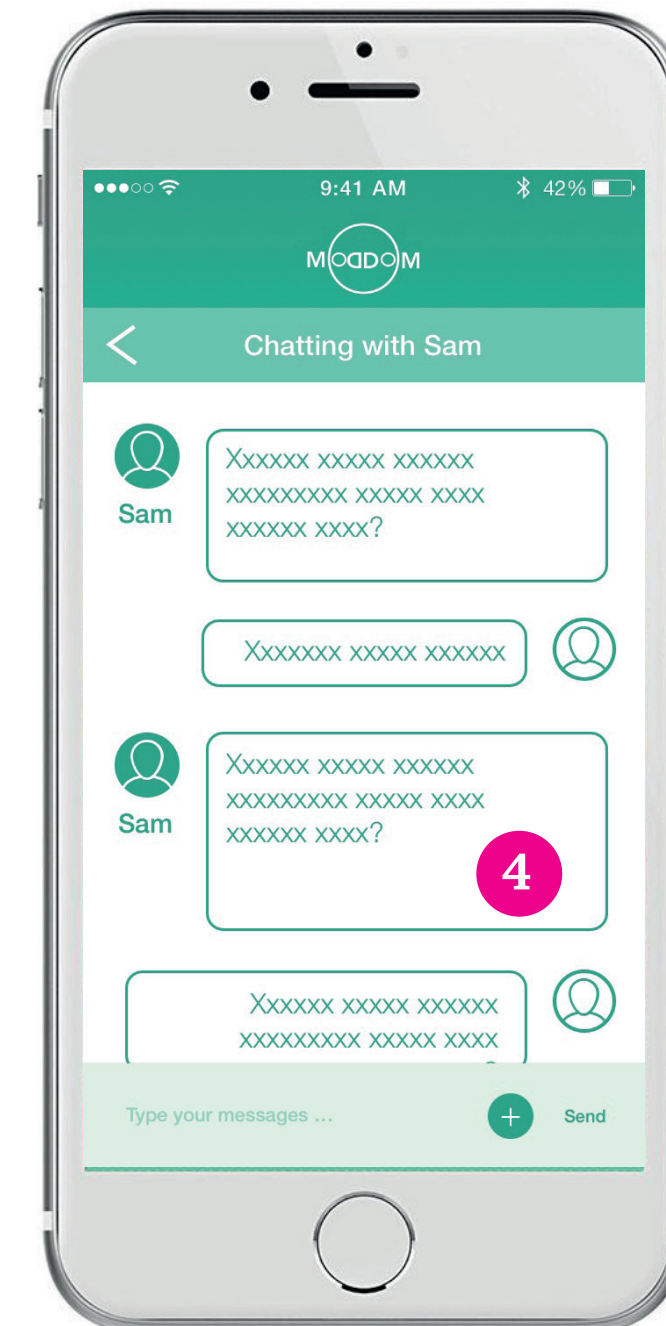 9:41 AM 42%
MODDOM
Chatting with Sam
Xxxxxx xxxxx xxxxxx
xxxxxxxxx xxxxx xxxx
xxxxxx xxxx?
Sam
Xxxxxxx xxxxx xxxxxx
Xxxxxx xxxxx xxxxxx
xxxxxxxxx xxxxx xxxx
xxxxxx xxxx?
Sam
4
Xxxxxx xxxxx xxxxxx
xxxxxxxxx xxxxx xxxx
Type your messages ...
Send